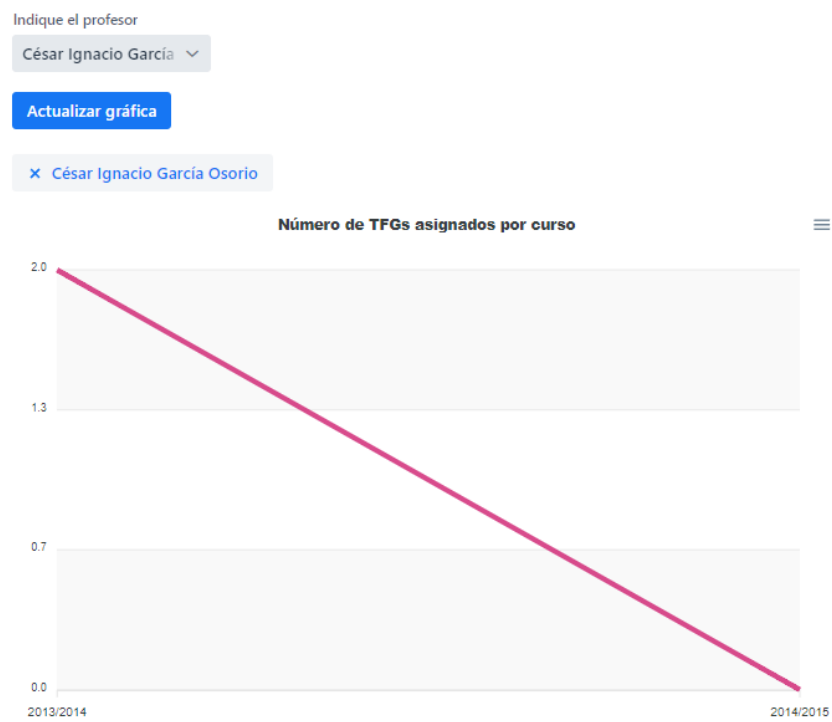 Indique el profesor
César Ignacio García
Actualizar gráfica
× César Ignacio García Osorio
Número de TFGs asignados por curso
2.0
1.3
0.7
0.0
2013/2014 2014/2015